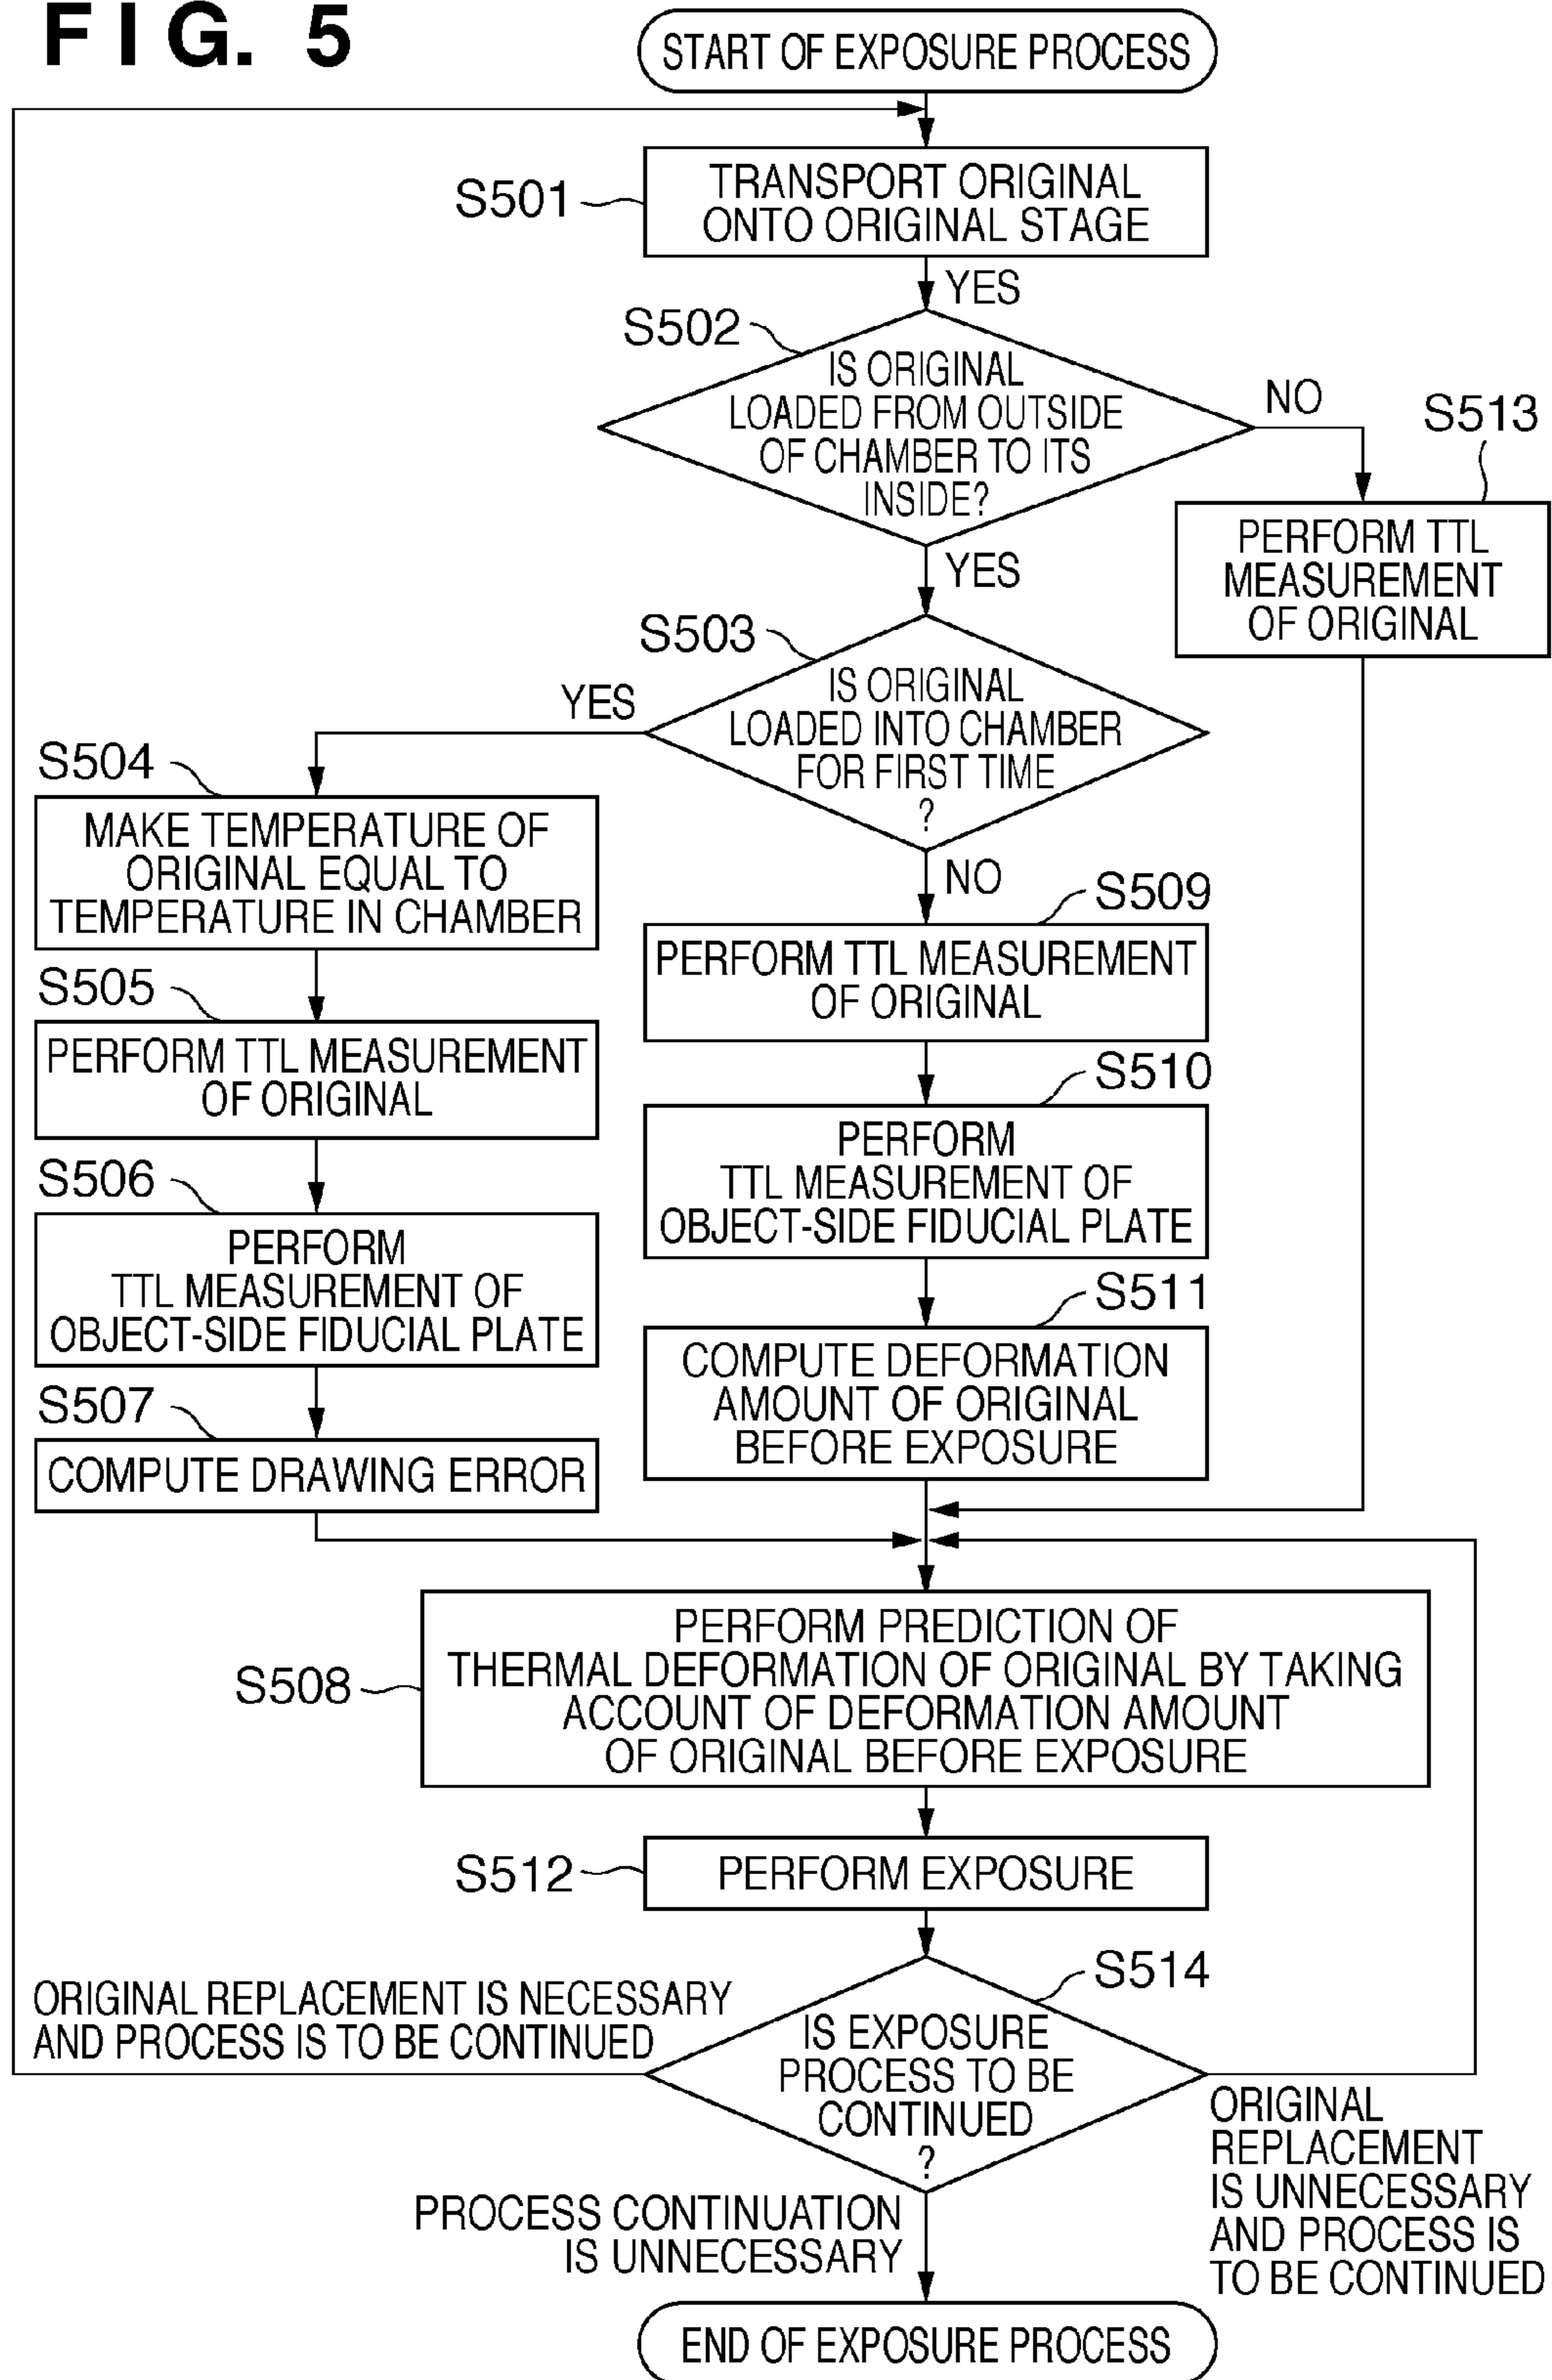 FIG. 5
START OF EXPOSURE PROCESS
S501
TRANSPORT ORIGINAL
ONTO ORIGINAL STAGE
YES
S502
IS ORIGINAL
LOADED FROM OUTSIDE
OF CHAMBER TO ITS
INSIDE?
NO
S513
PERFORM TTL
MEASUREMENT
OF ORIGINAL
YES
S503
IS ORIGINAL
LOADED INTO CHAMBER
FOR FIRST TIME
?
YES
S504
MAKE TEMPERATURE OF
ORIGINAL EQUAL TO
TEMPERATURE IN CHAMBER
S505
PERFORM TTL MEASUREMENT
OF ORIGINAL
S506
PERFORM
TTL MEASUREMENT OF
OBJECT-SIDE FIDUCIAL PLATE
S507
COMPUTE DRAWING ERROR
NO
S509
PERFORM TTL MEASUREMENT
OF ORIGINAL
S510
PERFORM
TTL MEASUREMENT OF
OBJECT-SIDE FIDUCIAL PLATE
S511
COMPUTE DEFORMATION
AMOUNT OF ORIGINAL
BEFORE EXPOSURE
S508
PERFORM PREDICTION OF
THERMAL DEFORMATION OF ORIGINAL BY TAKING
ACCOUNT OF DEFORMATION AMOUNT
OF ORIGINAL BEFORE EXPOSURE
S512
PERFORM EXPOSURE
S514
IS EXPOSURE
PROCESS TO BE
CONTINUED
?
ORIGINAL REPLACEMENT IS NECESSARY
AND PROCESS IS TO BE CONTINUED
ORIGINAL
REPLACEMENT
IS UNNECESSARY
AND PROCESS IS
TO BE CONTINUED
PROCESS CONTINUATION
IS UNNECESSARY
END OF EXPOSURE PROCESS